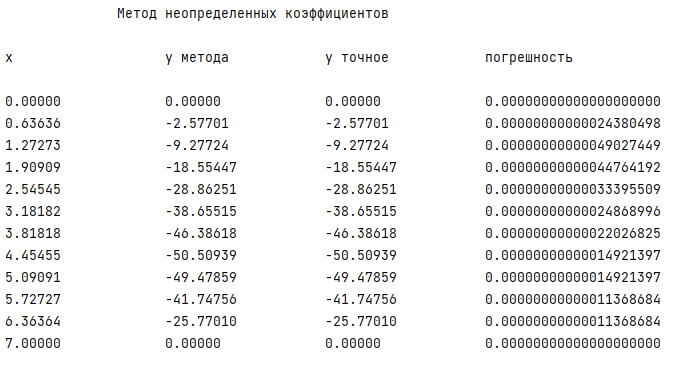 Метод неопределенных коэффициентов
x y метода y точное погрешность
0.00000 0.00000 0.00000 0.00000000000000000000
0.63636 -2.57701 -2.57701 0.00000000000024380498
1.27273 -9.27724 -9.27724 0.00000000000049027449
1.90909 -18.55447 -18.55447 0.00000000000044764192
2.54545 -28.86251 -28.86251 0.00000000000033395509
3.18182 -38.65515 -38.65515 0.00000000000024868996
3.81818 -46.38618 -46.38618 0.00000000000022026825
4.45455 -50.50939 -50.50939 0.00000000000014921397
5.09091 -49.47859 -49.47859 0.00000000000014921397
5.72727 -41.74756 -41.74756 0.00000000000011368684
6.36364 -25.77010 -25.77010 0.00000000000011368684
7.00000 0.00000 0.00000 0.00000000000000000000